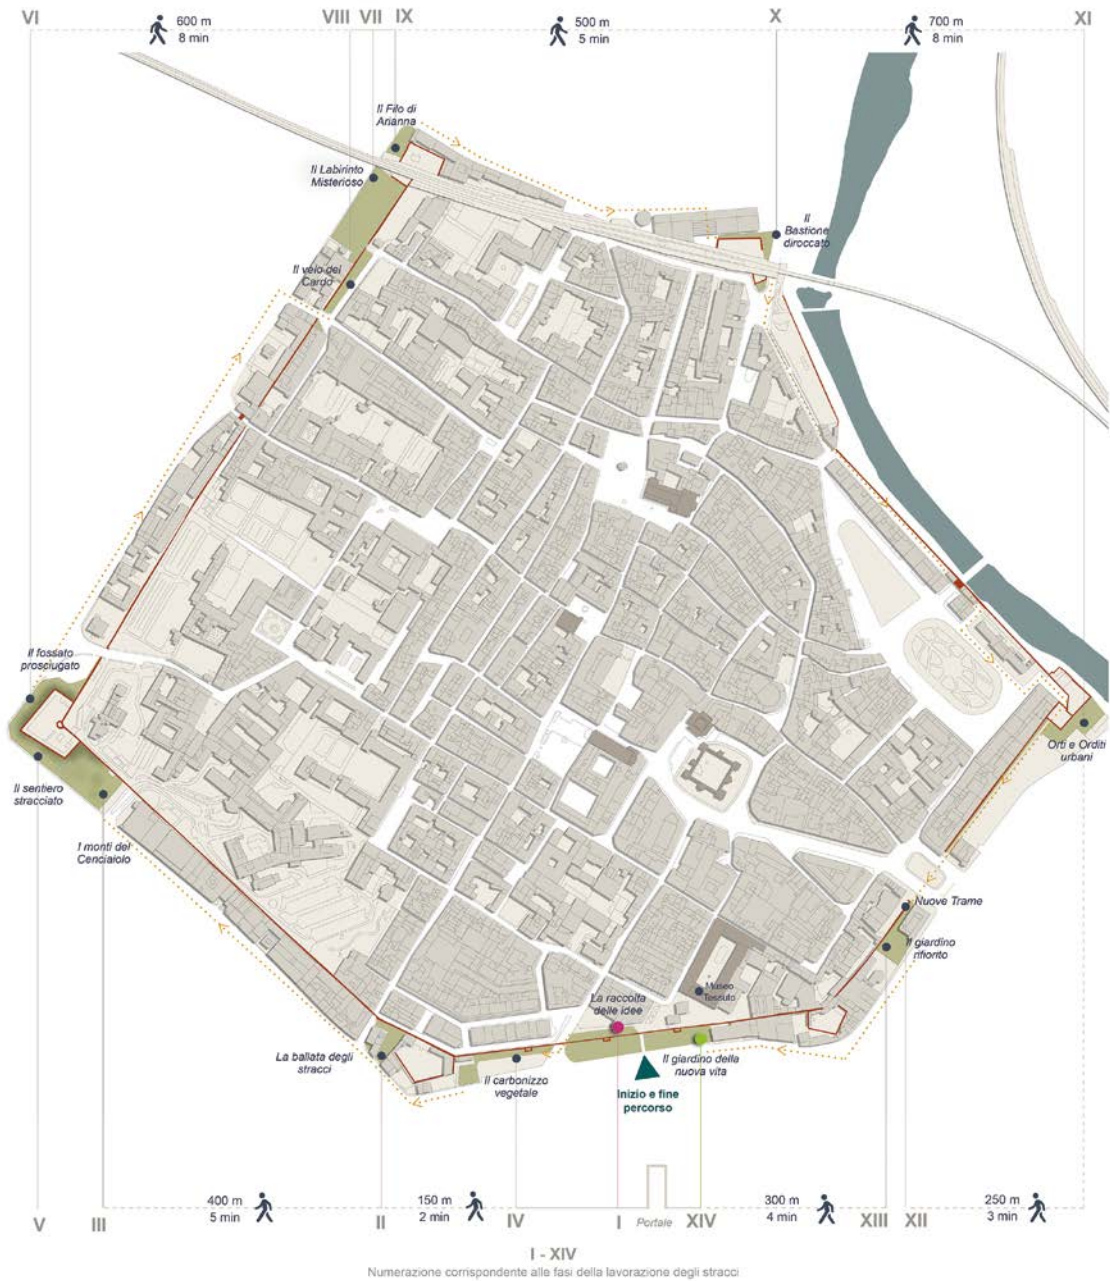 VI
VIII
VII
IX
X
XI
600 m
8 min
500 m
5 min
700 m
8 min
Il Filo di
Arianna
Il Labirinto
Misterioso
Il
Bastione
diroccato
Il velo del
Cardo
Il fossato
prosciugato
Il sentiero
stracciato
I monti del
Cenciaiolo
Orti e Orditi
urbani
Nuove Trame
Il giardino
rifiorito
Museo
Tessuto
La raccolta
delle idee
La ballata degli
stracci
Il carbonizzo
vegetale
Il giardino della
nuova vita
Inizio e fine
percorso
400 m
5 min
150 m
2 min
300 m
4 min
250 m
3 min
V
III
II
IV
I
Portale
XIV
XIII
XII
I - XIV
Numerazione corrispondente alle fasi della lavorazione degli stracci